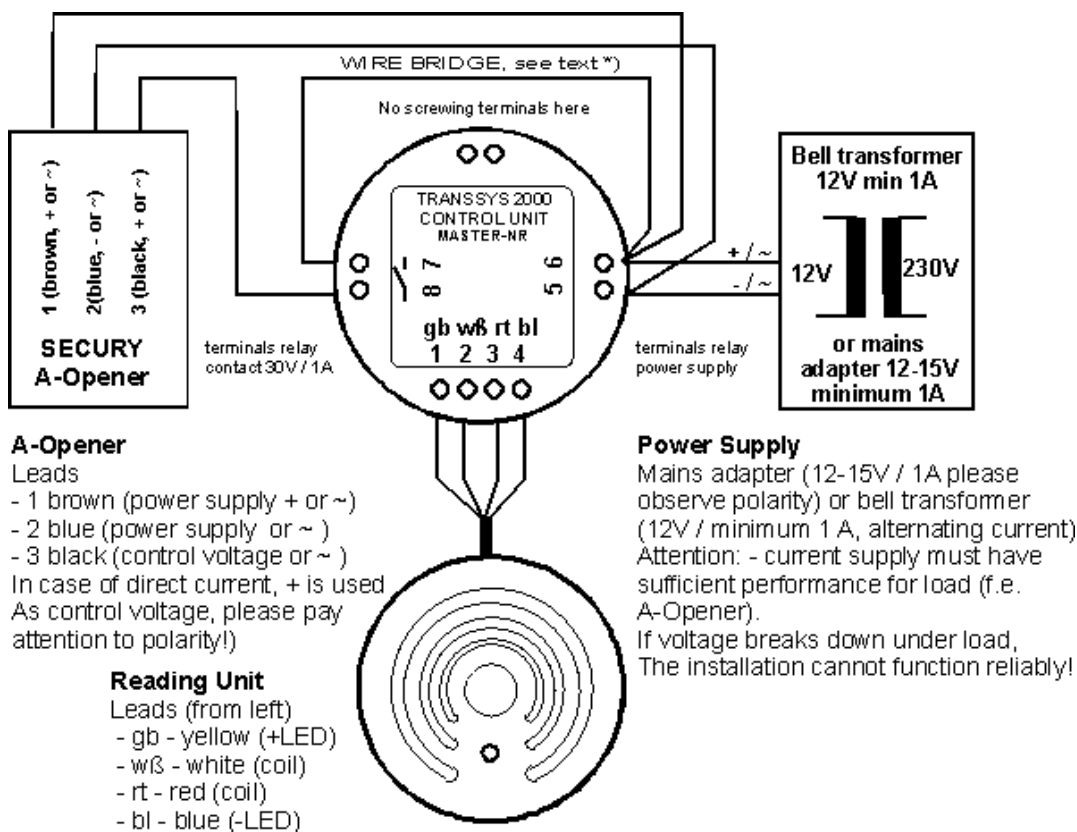 WIRE BRIDGE, see text *)
No screwing terminals here
1 (brown, + or ~)
2(blue, - or ~)
3 (black, + or ~)
SECURY
A-Opener
TRANSSYS 2000
CONTROL UNIT
MASTER-NR
7
8
6
5
gb wß rt bl
1 2 3 4
terminals relay
contact 30V / 1A
terminals relay
power supply
+ / ~
- / ~
Bell transformer
12V min 1A
12V
230V
or mains
adapter 12-15V
minimum 1A
A-Opener
Leads
- 1 brown (power supply + or ~)
- 2 blue (power supply or ~ )
- 3 black (control voltage or ~ )
In case of direct current, + is used
As control voltage, please pay
attention to polarity!)
Power Supply
Mains adapter (12-15V / 1A please
observe polarity) or bell transformer
(12V / minimum 1 A, alternating current)
Attention: - current supply must have
sufficient performance for load (f.e.
A-Opener).
If voltage breaks down under load,
The installation cannot function reliably!
Reading Unit
Leads (from left)
- gb - yellow (+LED)
- wß - white (coil)
- rt - red (coil)
- bl - blue (-LED)